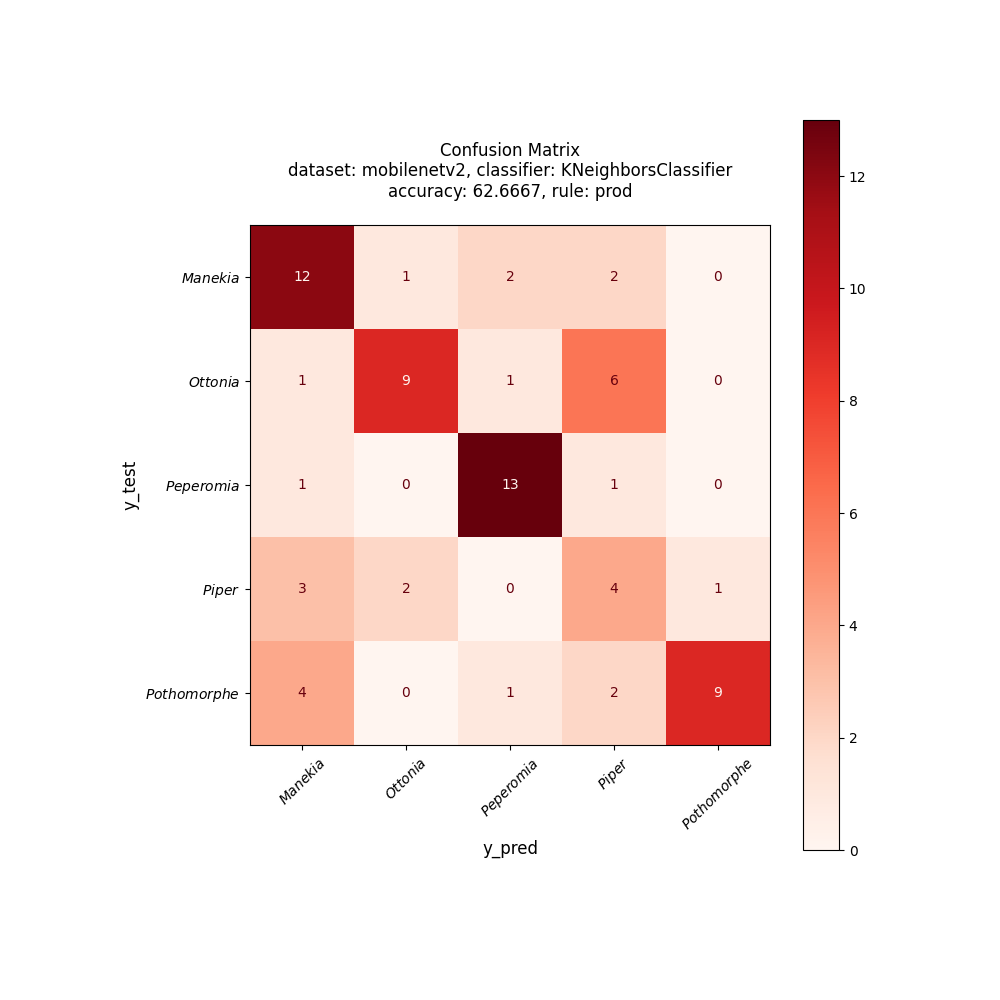 Confusion Matrix
dataset: mobilenetv2, classifier: KNeighborsClassifier
accuracy: 62.6667, rule: prod
Manekia 12 1 2 2 0
Ottonia 1 9 1 6 0
Peperomia 1 0 13 1 0
Piper 3 2 0 4 1
Pothomorphe 4 0 1 2 9
y_test
Manekia Ottonia Peperomia Piper Pothomorphe
y_pred
12
10
8
6
4
2
0